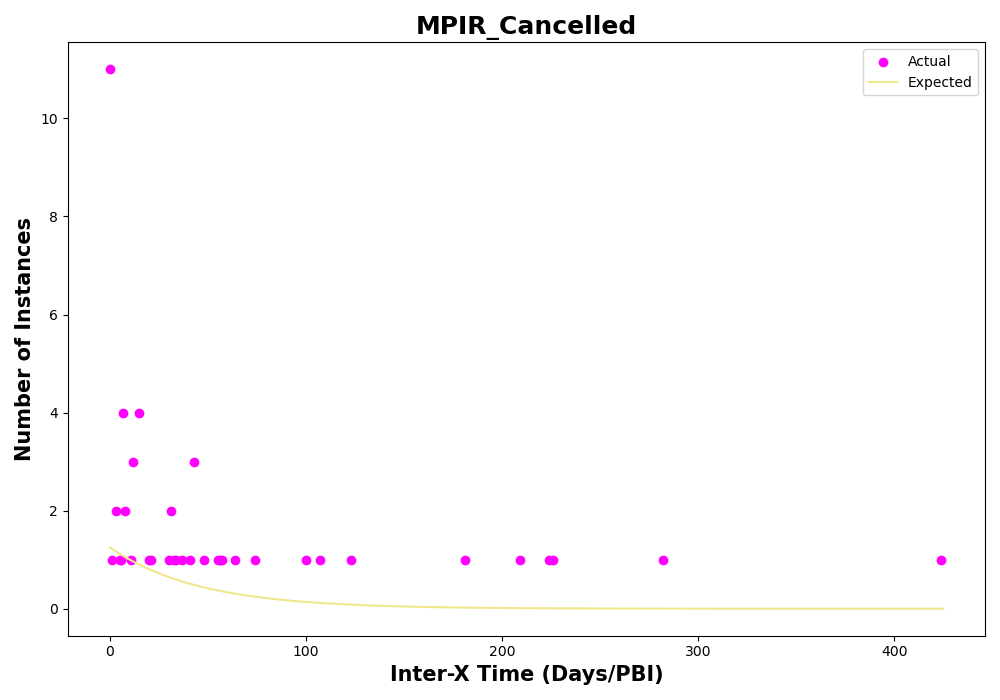 MPIR_Cancelled
Actual
Expected
Number of Instances
10
8
6
4
2
0
0 100 200 300 400
Inter-X Time (Days/PBI)